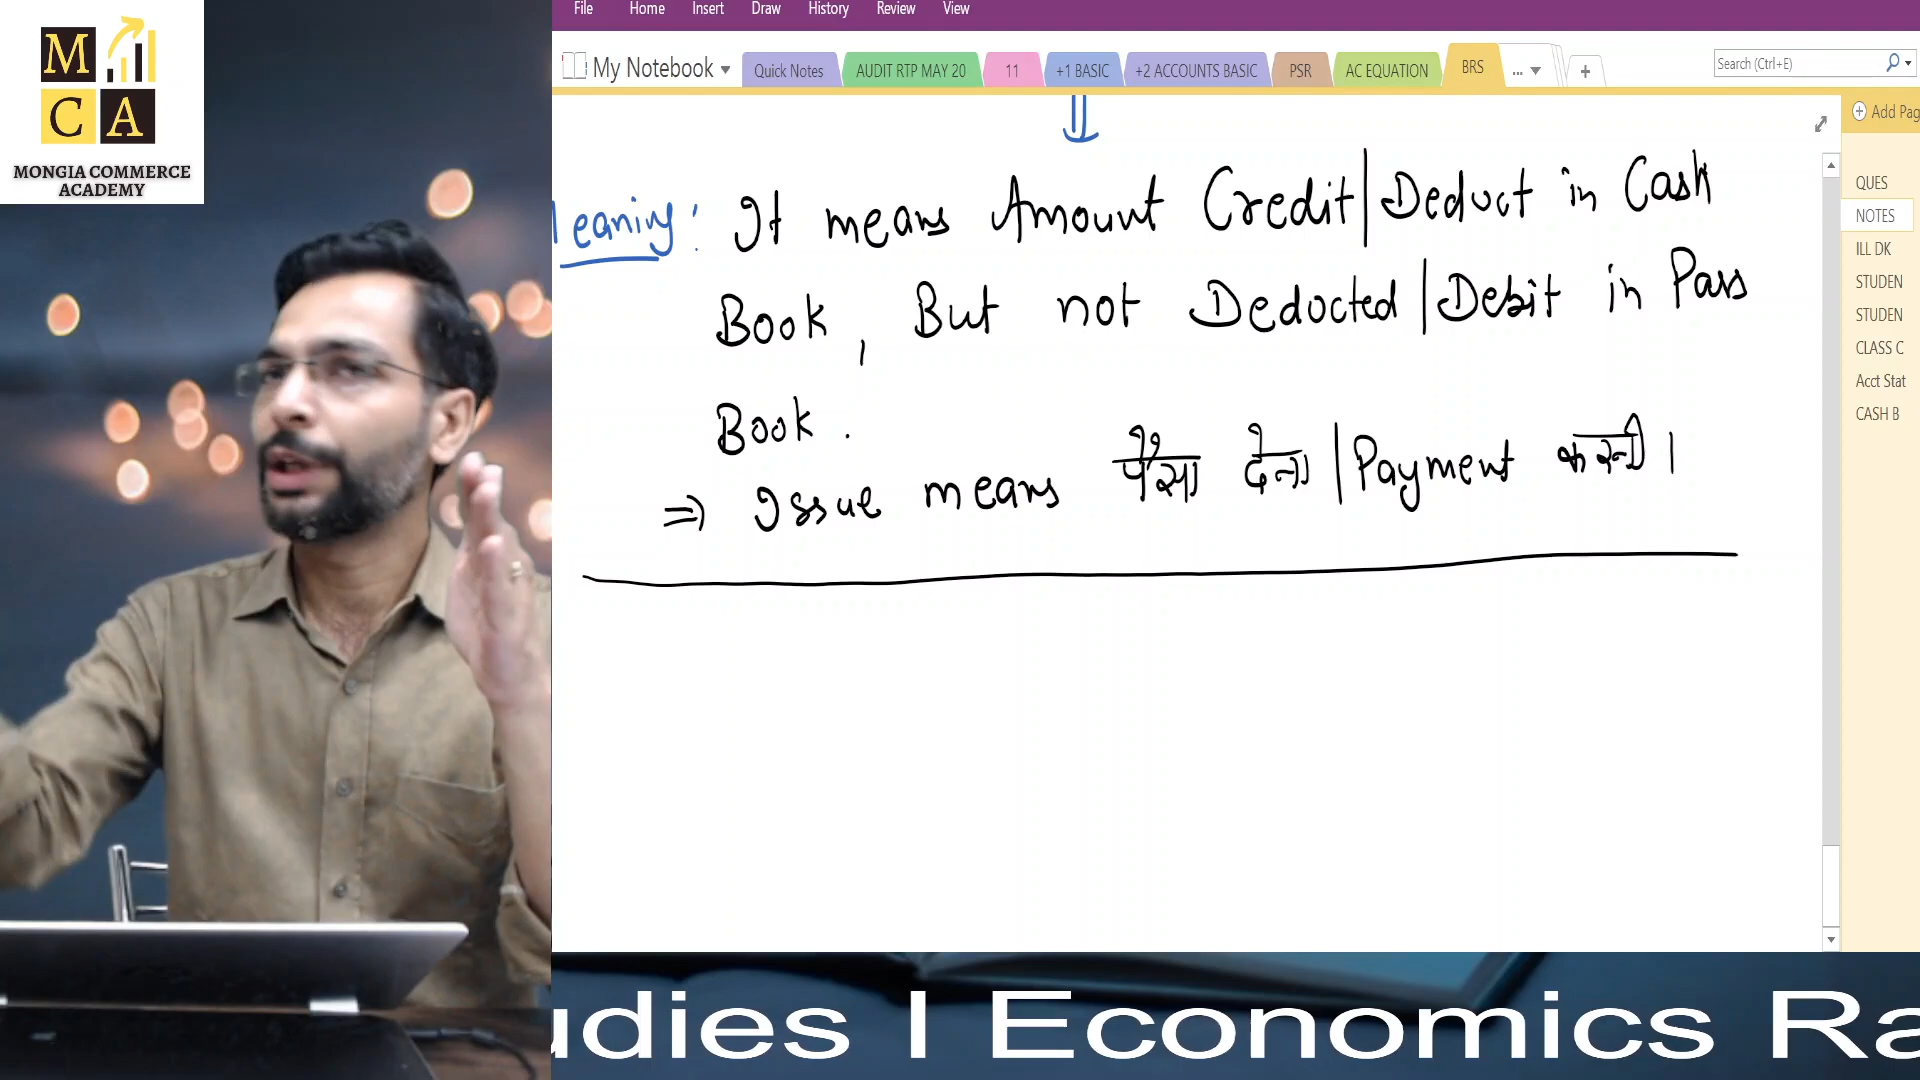 M
C A
MONGIA COMMERCE
ACADEMY
File Home Insert Draw History Review View
My Notebook Quick Notes AUDIT RTP MAY 20 11 +1 BASIC +2 ACCOUNTS BASIC PSR AC EQUATION BRS ... +
Search (Ctrl+E)
Add Pag
QUES
NOTES
ILL DK
STUDEN
STUDEN
CLASS C
Acct Stat
CASH B
eaning : It means Amount Credit | Deduct in Cash
Book, But not Deducted | Debit in Pass
Book.
⇒ Issue means पैसा देना | Payment करनी ।
udies I Economics Ra